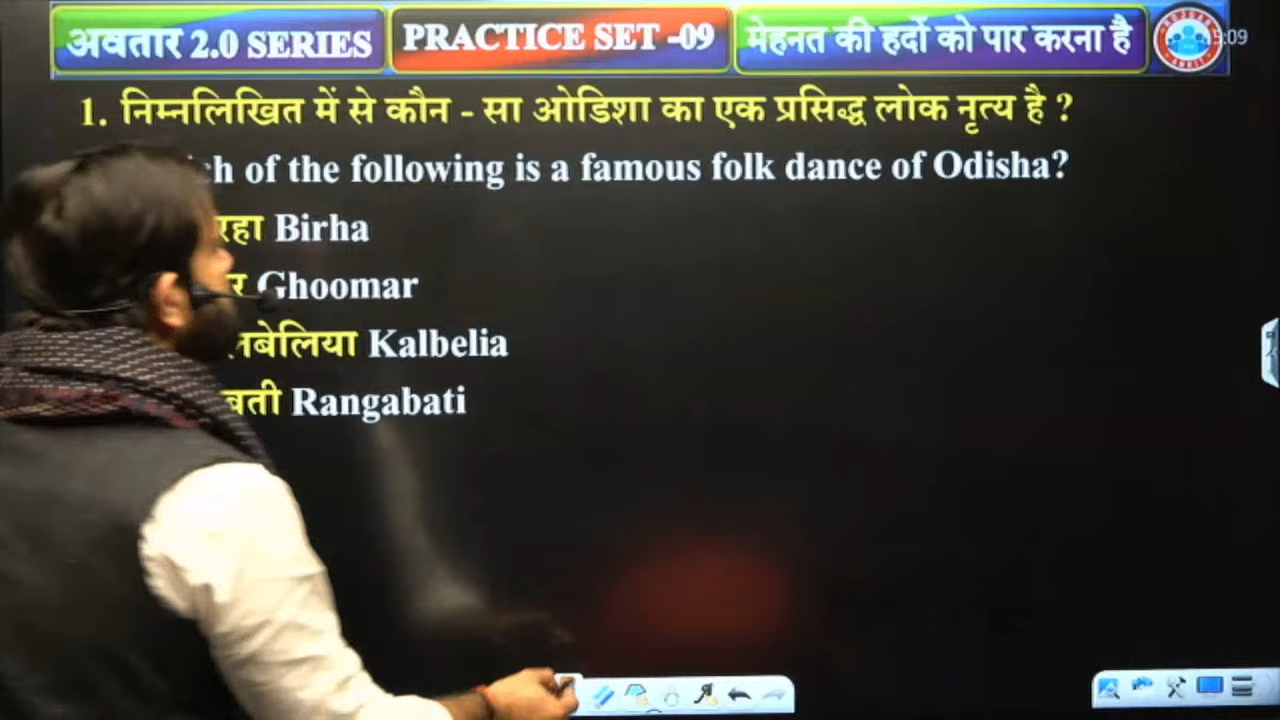 अवतार 2.0 SERIES PRACTICE SET -09 मेहनत की हदों को पार करना है
1. निम्नलिखित में से कौन - सा ओडिशा का एक प्रसिद्ध लोक नृत्य है ?
of the following is a famous folk dance of Odisha?
Birha
Ghoomar
Kalbelia
Rangabati